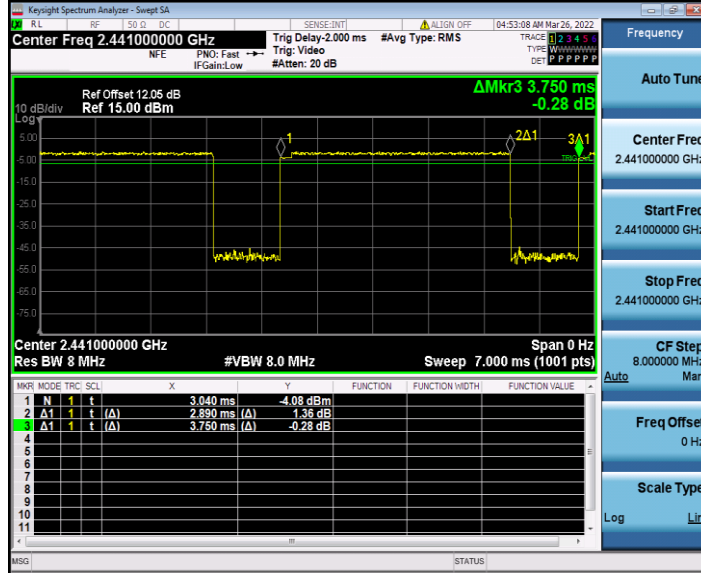 Keysight Spectrum Analyzer - Swept SA
RL RF 50 Ω DC SENSE:INT ALIGN OFF 04:53:08 AM Mar 26, 2022
Center Freq 2.441000000 GHz
NFE PNO: Fast IFGain:Low
Trig Delay-2.000 ms
Trig: Video
#Atten: 20 dB
#Avg Type: RMS
TRACE 1 2 3 4 5 6
TYPE WWWWWW
DET P P P P P P
Ref Offset 12.05 dB
10 dB/div Ref 15.00 dBm
Log
ΔMkr3 3.750 ms
-0.28 dB
5.00
-5.00
-15.0
-25.0
-35.0
-45.0
-55.0
-65.0
-75.0
1
2Δ1
3Δ1
Center 2.441000000 GHz Span 0 Hz
Res BW 8 MHz #VBW 8.0 MHz Sweep 7.000 ms (1001 pts)
MKR MODE TRC SCL X Y FUNCTION FUNCTION WIDTH FUNCTION VALUE
1 N 1 t 3.040 ms -4.08 dBm
2 Δ1 1 t (Δ) 2.890 ms (Δ) 1.36 dB
3 Δ1 1 t (Δ) 3.750 ms (Δ) -0.28 dB
4
5
6
7
8
9
10
11
MSG STATUS
Frequency
Auto Tune
Center Freq
2.441000000 GHz
Start Freq
2.441000000 GHz
Stop Freq
2.441000000 GHz
CF Step
8.000000 MHz
Auto Man
Freq Offset
0 Hz
Scale Type
Log Lin